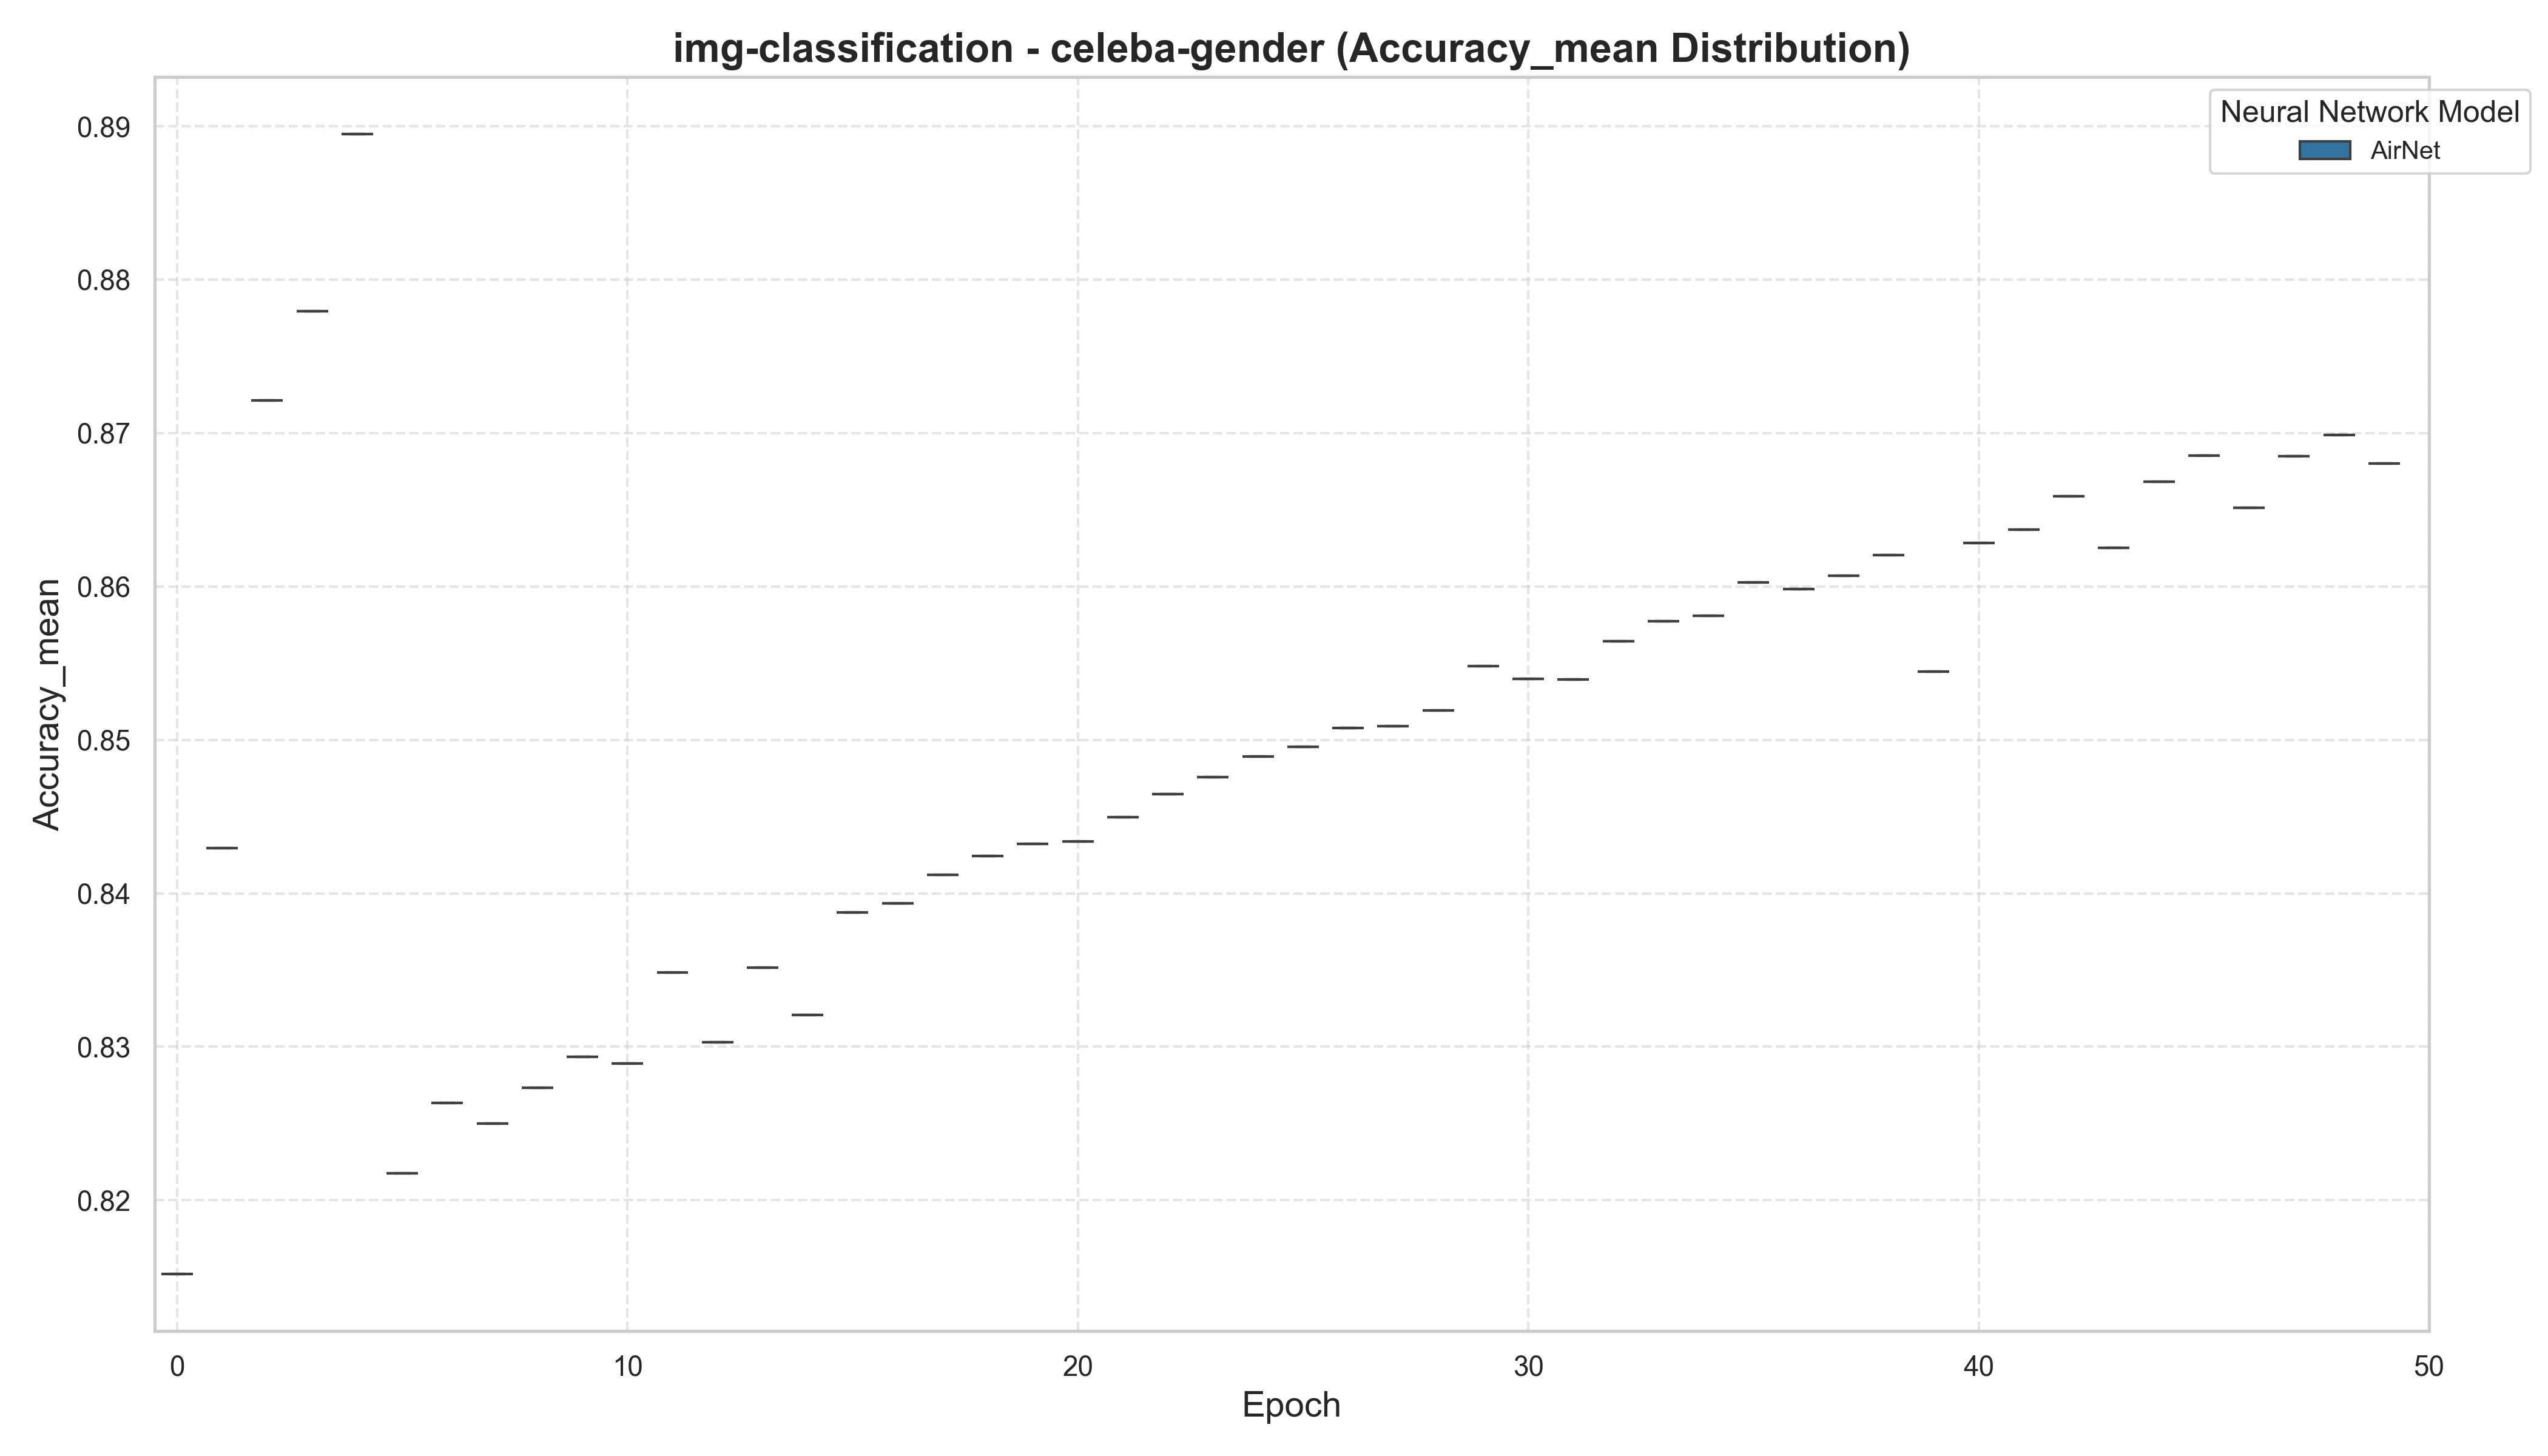 img-classification - celeba-gender (Accuracy_mean Distribution)
Neural Network Model
AirNet
Accuracy_mean
0.89
0.88
0.87
0.86
0.85
0.84
0.83
0.82
0 10 20 30 40 50
Epoch